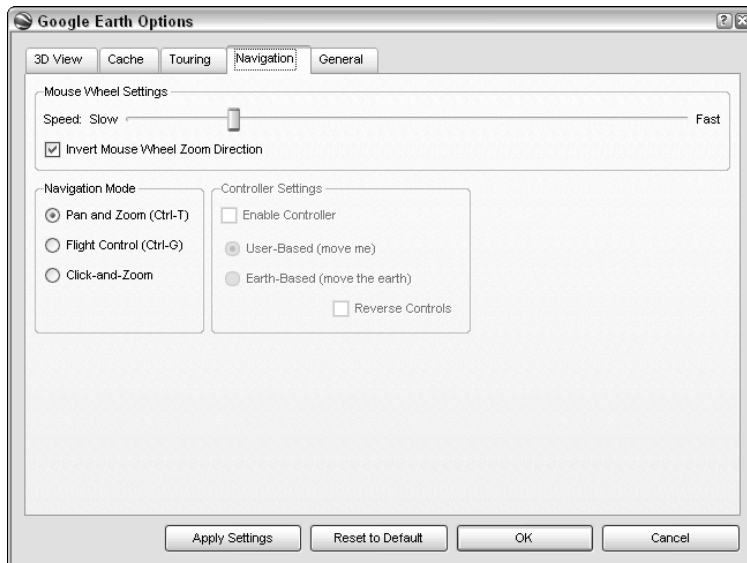 Google Earth Options
3D View Cache Touring Navigation General
Mouse Wheel Settings
Speed: Slow Fast
Invert Mouse Wheel Zoom Direction
Navigation Mode
Pan and Zoom (Ctrl-T)
Flight Control (Ctrl-G)
Click-and-Zoom
Controller Settings
Enable Controller
User-Based (move me)
Earth-Based (move the earth)
Reverse Controls
Apply Settings Reset to Default OK Cancel